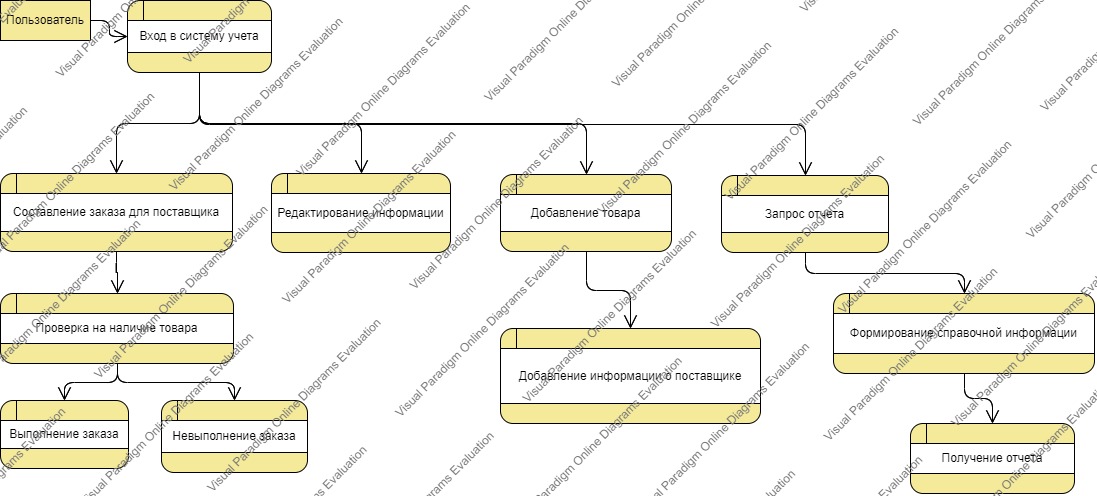 Пользователь
Вход в систему учета
Составление заказа для поставщика
Редактирование информации
Добавление товара
Запрос отчета
Проверка на наличие товара
Формирование справочной информации
Добавление информации о поставщике
Выполнение заказа
Невыполнение заказа
Получение отчета
Visual Paradigm Online Diagrams Evaluation